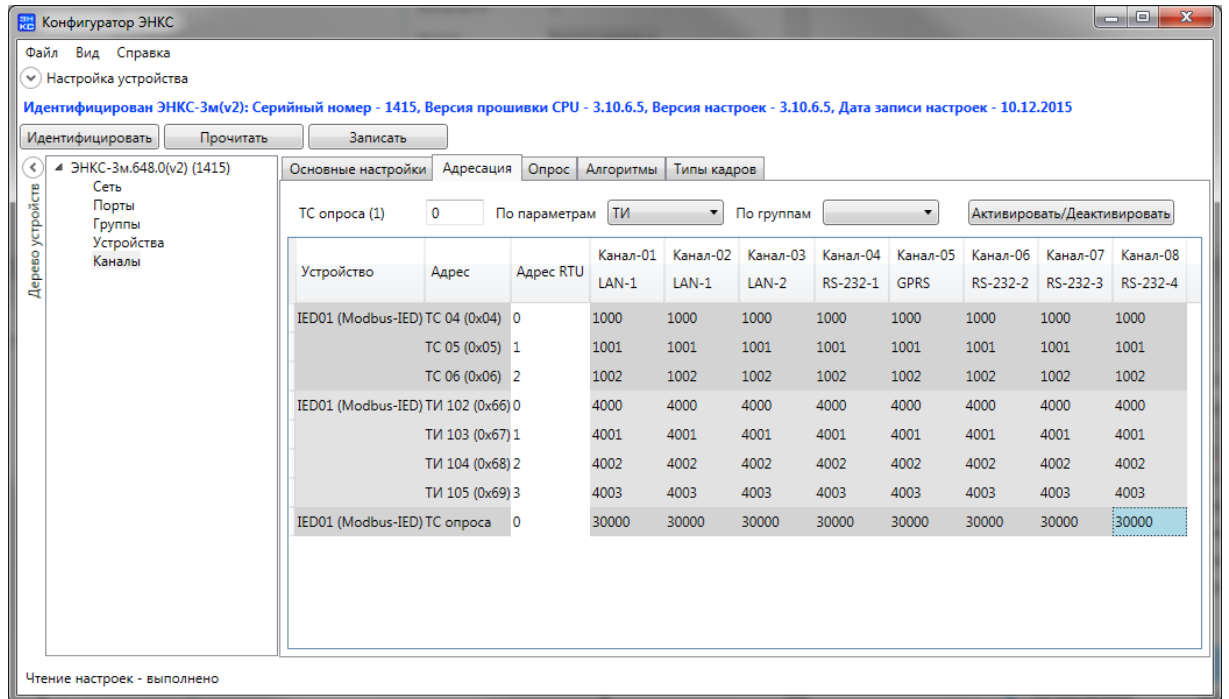 ЭНКС Конфигуратор ЭНКС
Файл Вид Справка
Настройка устройства
Идентифицирован ЭНКС-3м(v2): Серийный номер - 1415, Версия прошивки CPU - 3.10.6.5, Версия настроек - 3.10.6.5, Дата записи настроек - 10.12.2015
Идентифицировать Прочитать Записать
Дерево устройств
ЭНКС-3м.648.0(v2) (1415)
Сеть
Порты
Группы
Устройства
Каналы
Основные настройки Адресация Опрос Алгоритмы Типы кадров
ТС опроса (1) 0 По параметрам ТИ По группам Активировать/Деактивировать
Устройство Адрес Адрес RTU Канал-01 Канал-02 Канал-03 Канал-04 Канал-05 Канал-06 Канал-07 Канал-08
LAN-1 LAN-1 LAN-2 RS-232-1 GPRS RS-232-2 RS-232-3 RS-232-4
IED01 (Modbus-IED) ТС 04 (0x04) 0 1000 1000 1000 1000 1000 1000 1000 1000
ТС 05 (0x05) 1 1001 1001 1001 1001 1001 1001 1001 1001
ТС 06 (0x06) 2 1002 1002 1002 1002 1002 1002 1002 1002
IED01 (Modbus-IED) ТИ 102 (0x66) 0 4000 4000 4000 4000 4000 4000 4000 4000
ТИ 103 (0x67) 1 4001 4001 4001 4001 4001 4001 4001 4001
ТИ 104 (0x68) 2 4002 4002 4002 4002 4002 4002 4002 4002
ТИ 105 (0x69) 3 4003 4003 4003 4003 4003 4003 4003 4003
IED01 (Modbus-IED) ТС опроса 0 30000 30000 30000 30000 30000 30000 30000 30000
Чтение настроек - выполнено